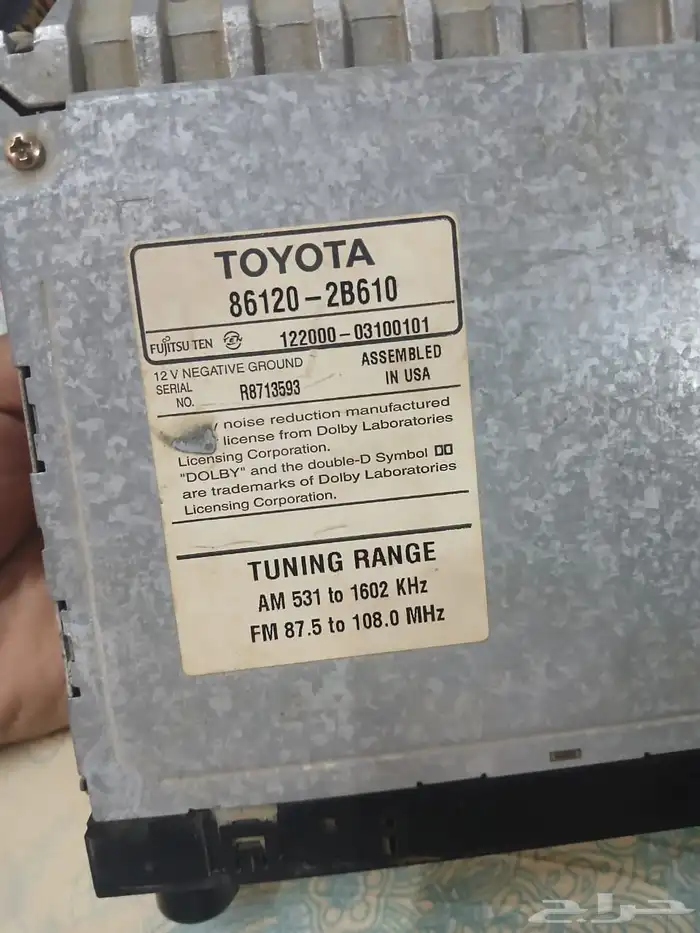 TOYOTA
86120-2B610
FUJITSU TEN 122000-03100101
12 V NEGATIVE GROUND
ASSEMBLED
IN USA
SERIAL
NO. R8713593
noise reduction manufactured
license from Dolby Laboratories
Licensing Corporation.
"DOLBY" and the double-D Symbol
are trademarks of Dolby Laboratories
Licensing Corporation.
TUNING RANGE
AM 531 to 1602 KHz
FM 87.5 to 108.0 MHz
حراج